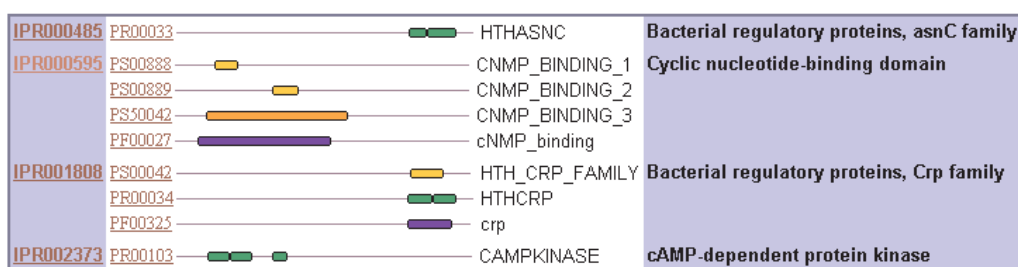 IPR000485 PR00033 HTHASNC Bacterial regulatory proteins, asnC family
IPR000595 PS00888 CNMP_BINDING_1 Cyclic nucleotide-binding domain
PS00889 CNMP_BINDING_2
PS50042 CNMP_BINDING_3
PF00027 cNMP_binding
IPR001808 PS00042 HTH_CRP_FAMILY Bacterial regulatory proteins, Crp family
PR00034 HTHCRP
PF00325 crp
IPR002373 PR00103 CAMPKINASE cAMP-dependent protein kinase